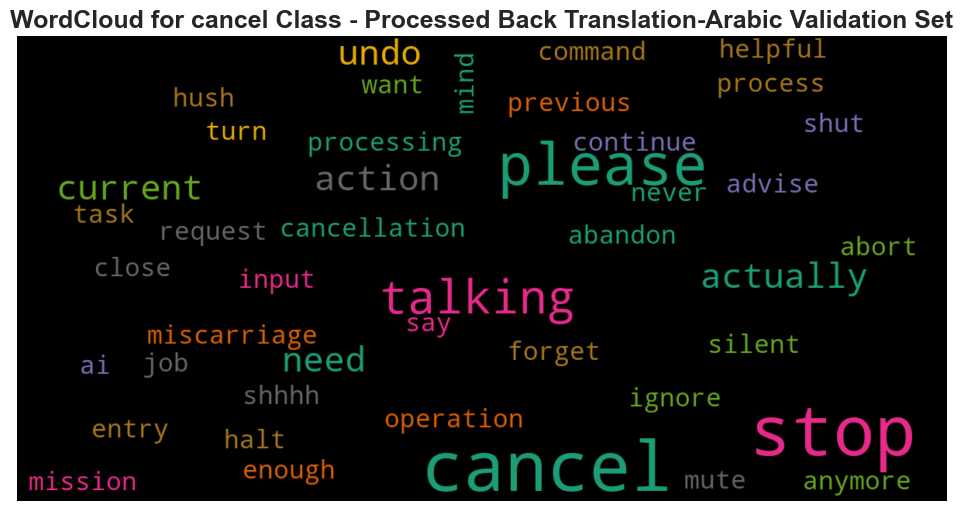 WordCloud for cancel Class - Processed Back Translation-Arabic Validation Set
undo
command
helpful
want
mind
process
hush
previous
turn
shut
processing
continue
please
action
current
never
advise
task
request
cancellation
abandon
abort
close
input
actually
talking
say
miscarriage
silent
ai
job
need
forget
shhhh
ignore
operation
stop
entry
halt
enough
cancel
mission
mute
anymore